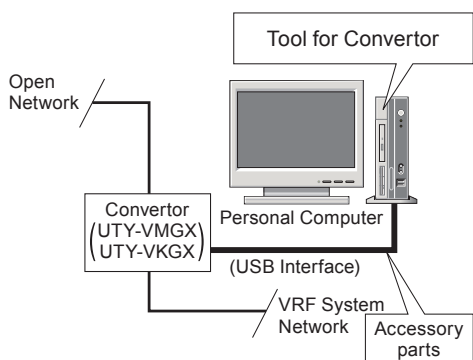 Tool for Convertor
Open
Network
Personal Computer
Convertor
(UTY-VMGX
UTY-VKGX)
(USB Interface)
VRF System
Network
Accessory
parts